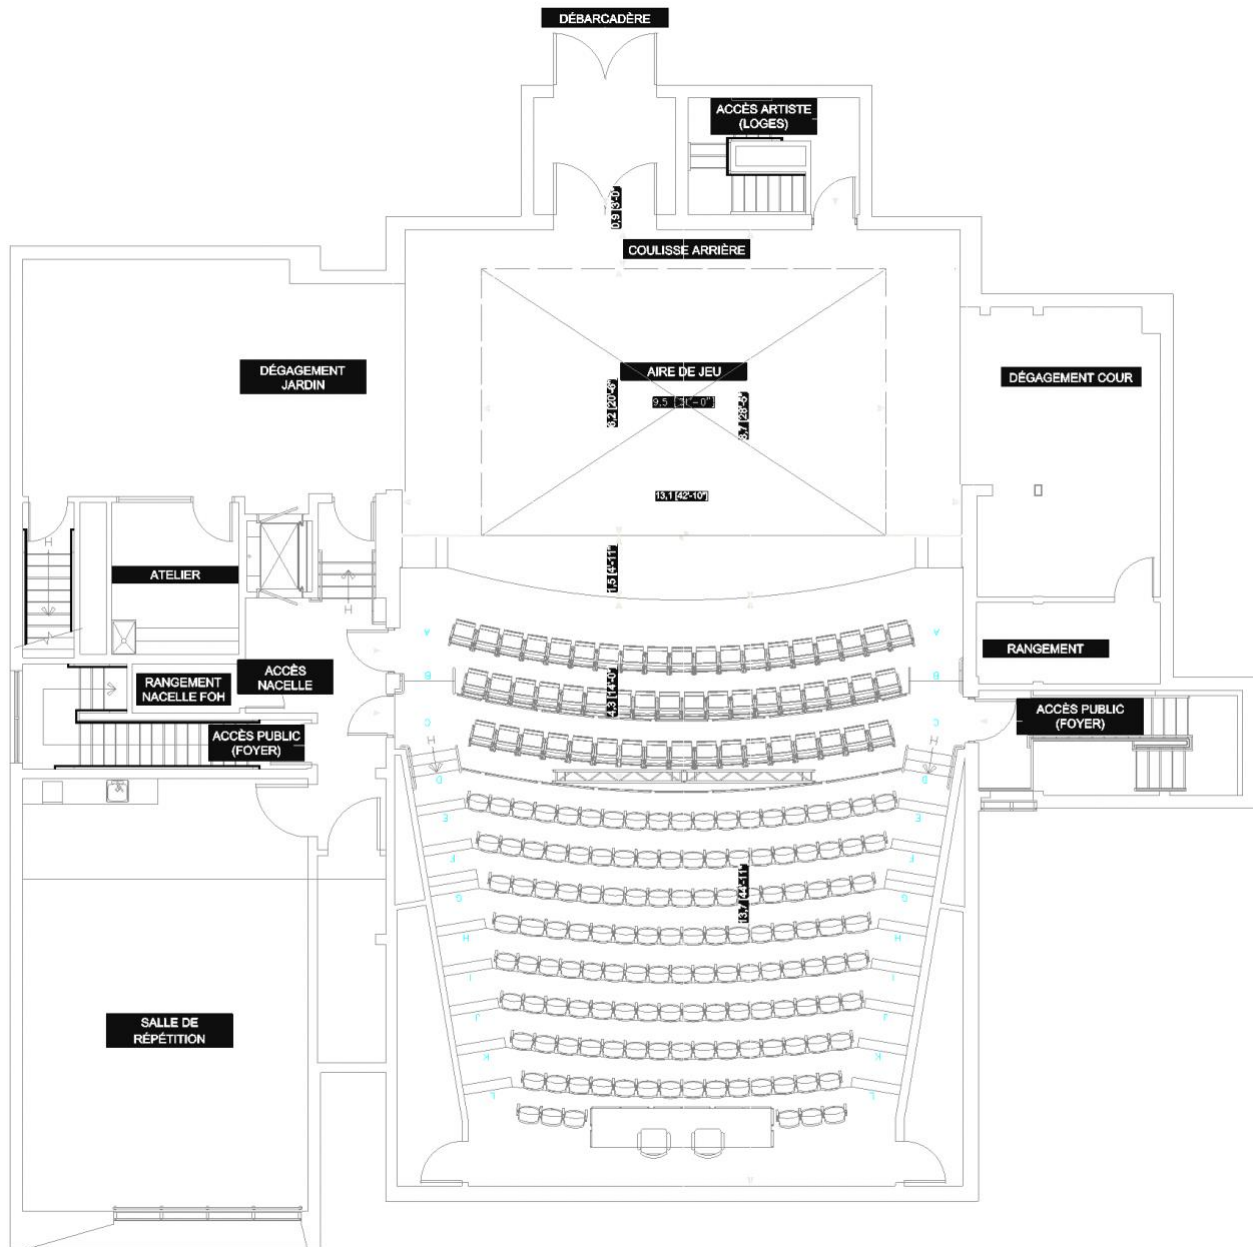 DÉBARCADÈRE
ACCÈS ARTISTE
(LOGES)
0,9 [3'-0"]
COULISSE ARRIÈRE
DÉGAGEMENT
JARDIN
AIRE DE JEU
DÉGAGEMENT COUR
9,5 [31'-0"]
6,2 [20'-6"]
8,7 [28'-5"]
13,1 [42'-10"]
H
ATELIER
1,5 [4'-11"]
H
A
A
RANGEMENT
ACCÈS
NACELLE
RANGEMENT
NACELLE FOH
B
B
4,3 [14'-0"]
ACCÈS PUBLIC
(FOYER)
ACCÈS PUBLIC
(FOYER)
C
C
H
H
D
D
E
E
F
F
13,7 [44'-11"]
G
G
H
H
I
I
J
J
SALLE DE
RÉPÉTITION
K
K
L
L